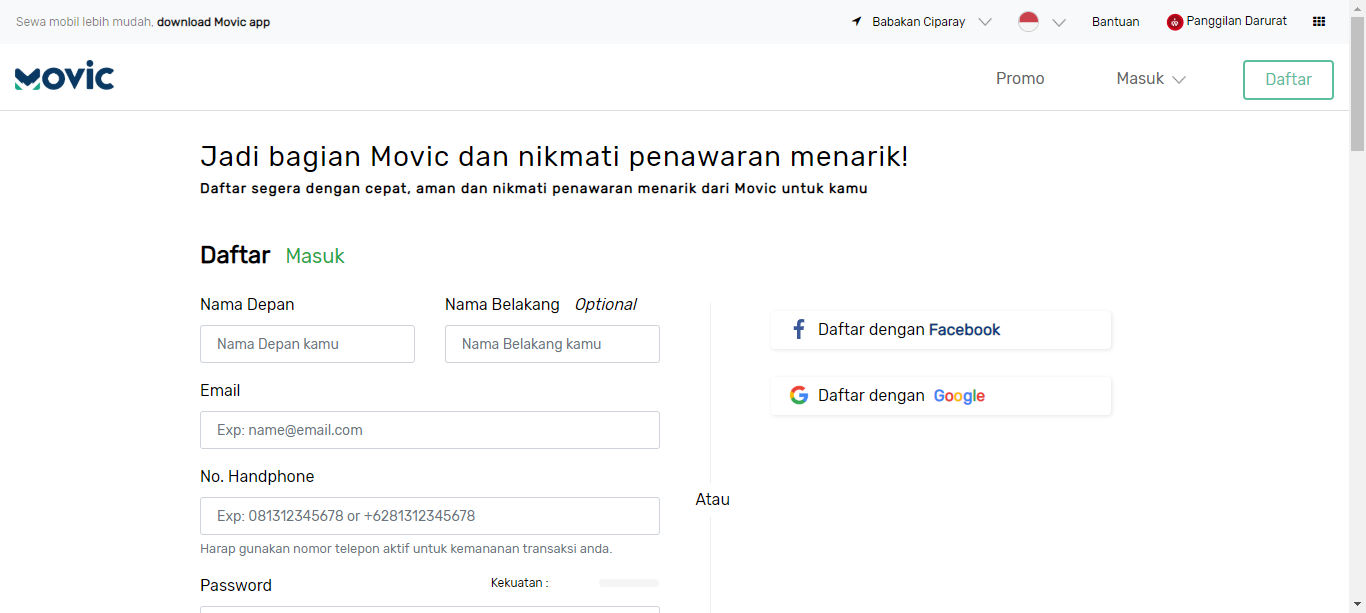 Sewa mobil lebih mudah, download Movic app
Babakan Ciparay
Bantuan
Panggilan Darurat
MOVIC
Promo
Masuk
Daftar
Jadi bagian Movic dan nikmati penawaran menarik!
Daftar segera dengan cepat, aman dan nikmati penawaran menarik dari Movic untuk kamu
Daftar Masuk
Nama Depan
Nama Belakang Optional
Nama Depan kamu
Nama Belakang kamu
Email
Exp: name@email.com
No. Handphone
Exp: 081312345678 or +6281312345678
Harap gunakan nomor telepon aktif untuk kemananan transaksi anda.
Password
Kekuatan :
Atau
Daftar dengan Facebook
Daftar dengan Google